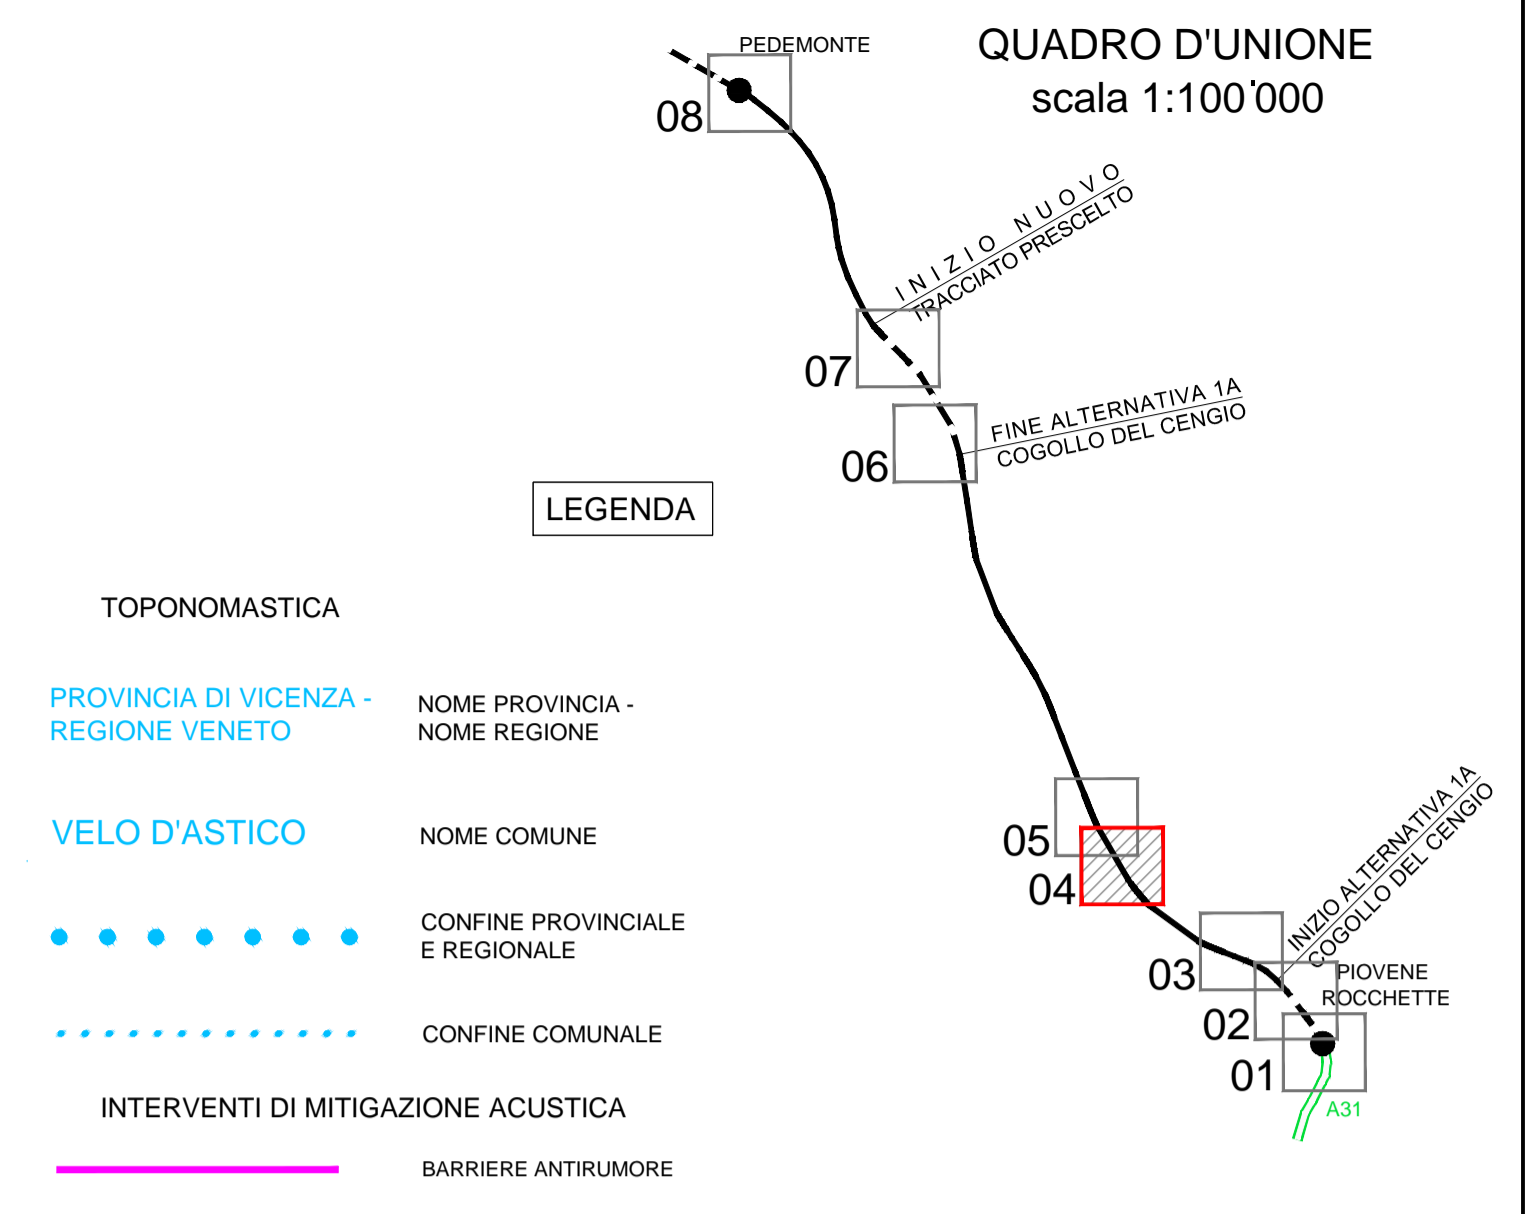 QUADRO D'UNIONE
scala 1:100'000
PEDEMONTE
08
INIZIO NUOVO
TRACCIATO PRESCELTO
07
FINE ALTERNATIVA 1A
COGOLLO DEL CENGIO
06
LEGENDA
TOPONOMASTICA
PROVINCIA DI VICENZA -
REGIONE VENETO
NOME PROVINCIA -
NOME REGIONE
VELO D'ASTICO
NOME COMUNE
CONFINE PROVINCIALE
E REGIONALE
CONFINE COMUNALE
INTERVENTI DI MITIGAZIONE ACUSTICA
BARRIERE ANTIRUMORE
05
04
INIZIO ALTERNATIVA 1A
COGOLLO DEL CENGIO
03
PIOVENE
ROCCHETTE
02
01
A31